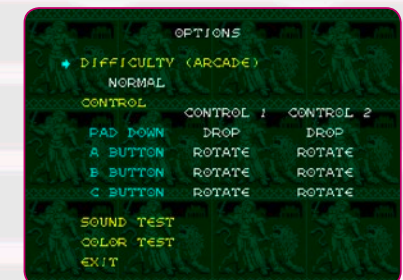 OPTIONS
DIFFICULTY (ARCADE)
NORMAL
CONTROL
CONTROL 1 CONTROL 2
PAD DOWN DROP DROP
A BUTTON ROTATE ROTATE
B BUTTON ROTATE ROTATE
C BUTTON ROTATE ROTATE
SOUND TEST
COLOR TEST
EXIT